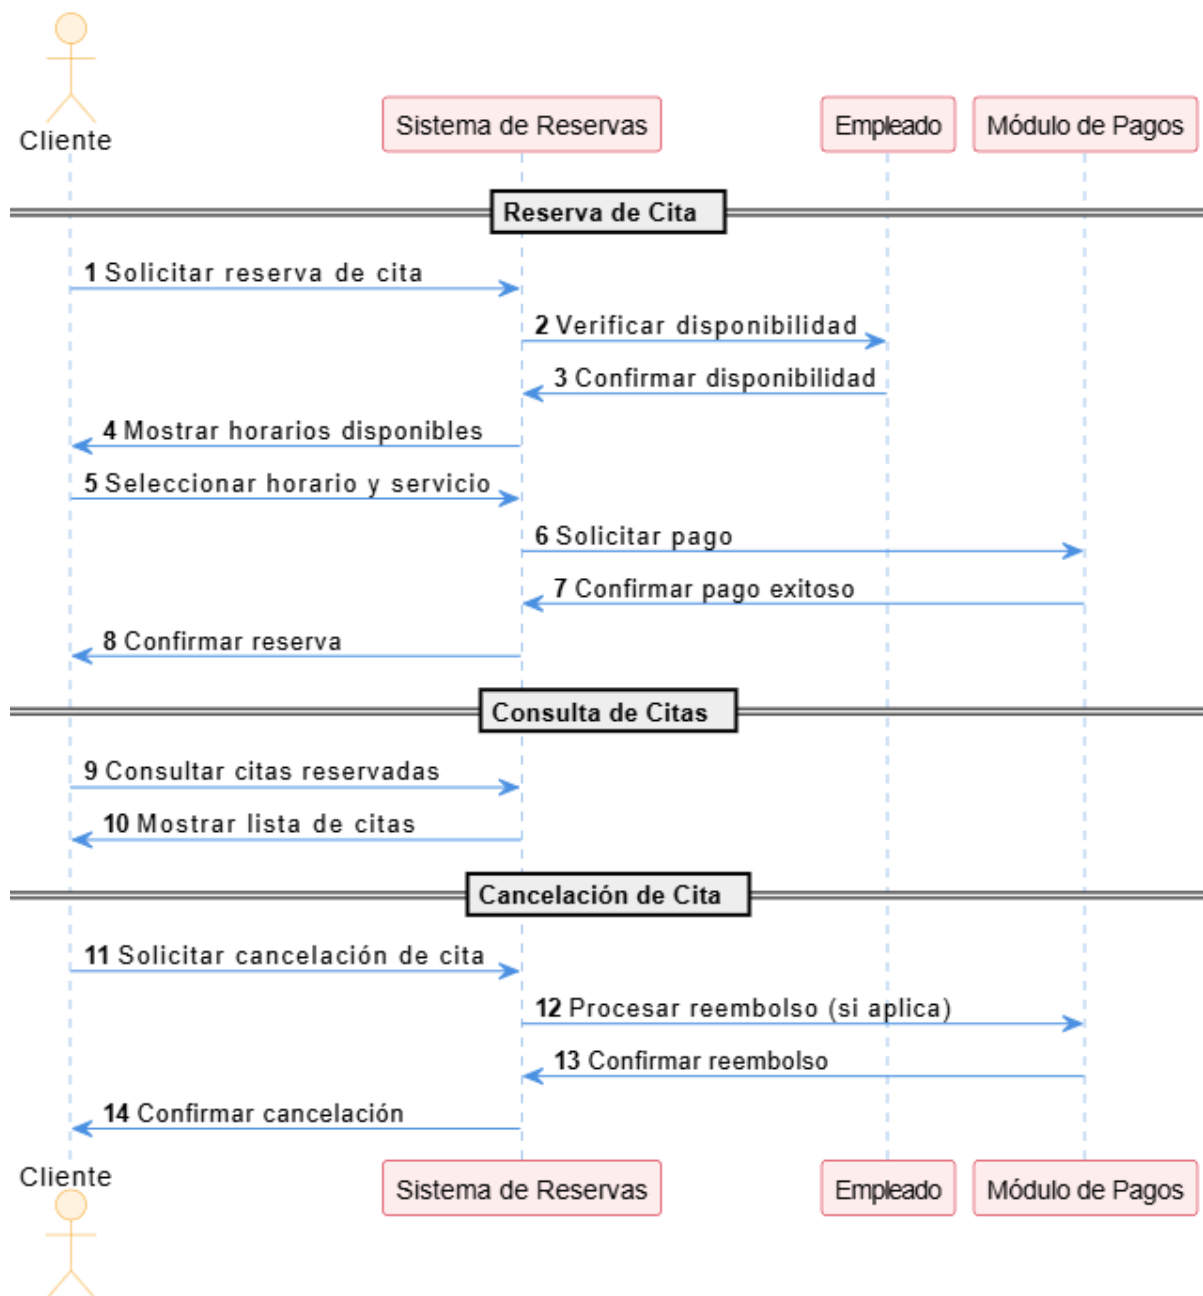 Cliente
Sistema de Reservas
Empleado
Módulo de Pagos
Reserva de Cita
1 Solicitar reserva de cita
2 Verificar disponibilidad
3 Confirmar disponibilidad
4 Mostrar horarios disponibles
5 Seleccionar horario y servicio
6 Solicitar pago
7 Confirmar pago exitoso
8 Confirmar reserva
Consulta de Citas
9 Consultar citas reservadas
10 Mostrar lista de citas
Cancelación de Cita
11 Solicitar cancelación de cita
12 Procesar reembolso (si aplica)
13 Confirmar reembolso
14 Confirmar cancelación
Cliente
Sistema de Reservas
Empleado
Módulo de Pagos